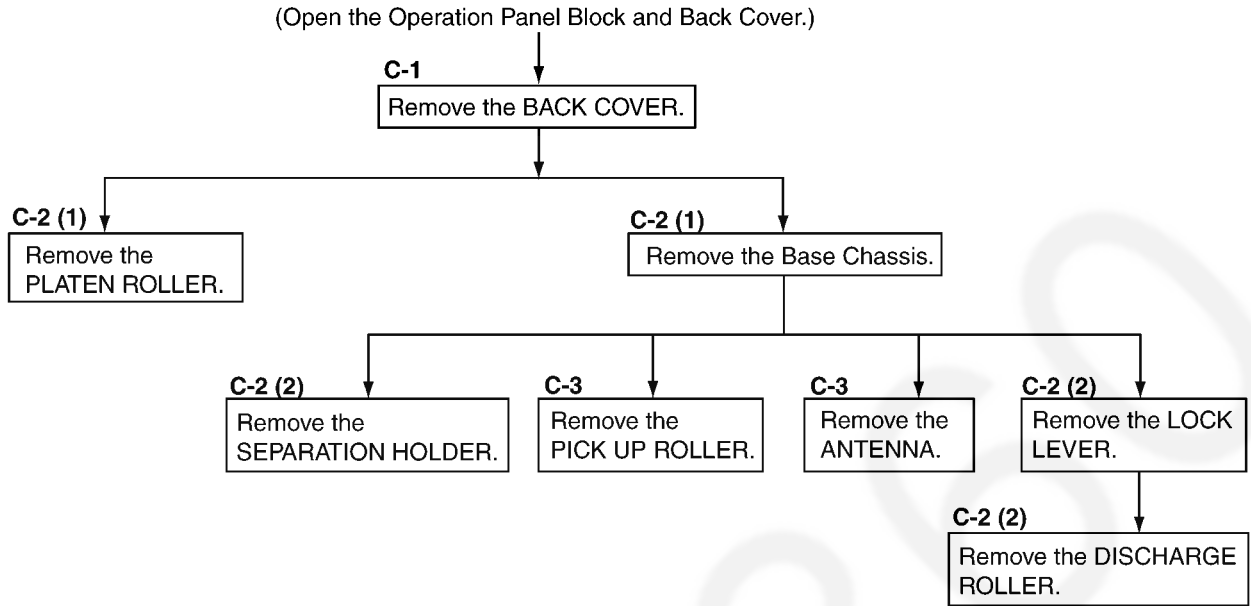 (Open the Operation Panel Block and Back Cover.)
C-1
Remove the BACK COVER.
C-2 (1)
Remove the
PLATEN ROLLER.
C-2 (1)
Remove the Base Chassis.
C-2 (2)
Remove the
SEPARATION HOLDER.
C-3
Remove the
PICK UP ROLLER.
C-3
Remove the
ANTENNA.
C-2 (2)
Remove the LOCK
LEVER.
C-2 (2)
Remove the DISCHARGE
ROLLER.